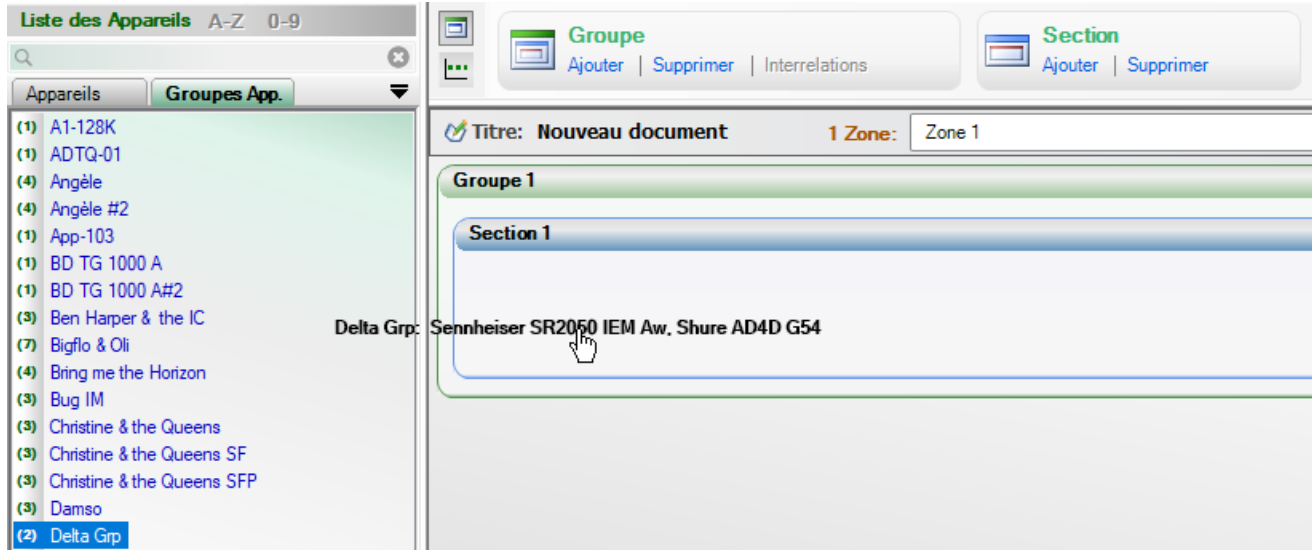 Liste des Appareils A-Z 0-9
Appareils Groupes App.
(1) A1-128K
(1) ADTQ-01
(4) Angèle
(4) Angèle #2
(1) App-103
(1) BD TG 1000 A
(1) BD TG 1000 A#2
(3) Ben Harper & the IC
(7) Bigflo & Oli
(4) Bring me the Horizon
(3) Bug IM
(3) Christine & the Queens
(3) Christine & the Queens SF
(3) Christine & the Queens SFP
(3) Damso
(2) Delta Grp
Groupe
Ajouter | Supprimer | Interrelations
Section
Ajouter | Supprimer
Titre: Nouveau document 1 Zone: Zone 1
Groupe 1
Section 1
Delta Grp: Sennheiser SR2050 IEM Aw, Shure AD4D G54